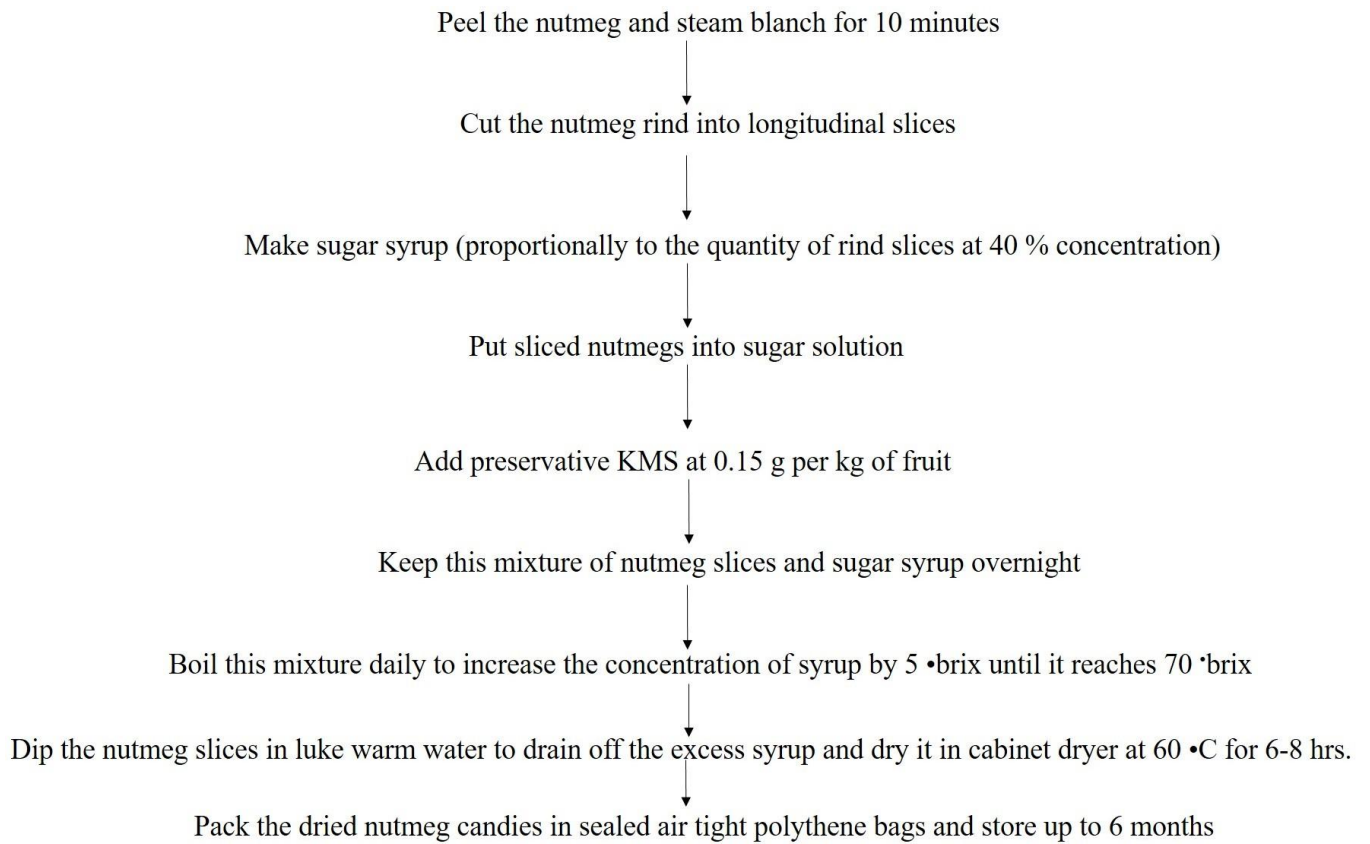 Peel the nutmeg and steam blanch for 10 minutes
Cut the nutmeg rind into longitudinal slices
Make sugar syrup (proportionally to the quantity of rind slices at 40 % concentration)
Put sliced nutmegs into sugar solution
Add preservative KMS at 0.15 g per kg of fruit
Keep this mixture of nutmeg slices and sugar syrup overnight
Boil this mixture daily to increase the concentration of syrup by 5 •brix until it reaches 70 •brix
Dip the nutmeg slices in luke warm water to drain off the excess syrup and dry it in cabinet dryer at 60 •C for 6-8 hrs.
Pack the dried nutmeg candies in sealed air tight polythene bags and store up to 6 months